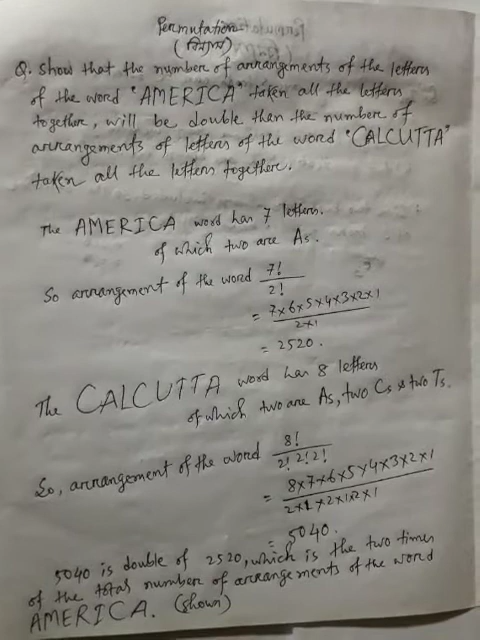 Permutation
(বিন্যাস)
Q. Show that the number of arrangements of the letters
of the word "AMERICA" taken all the letters
together, will be double than the number of
arrangements of letters of the word "CALCUTTA"
taken all the letters together.
The AMERICA word has 7 letters.
of which two are As.
So arrangement of the word 7!/2!
= 7×6×5×4×3×2×1/2×1
= 2520.
The CALCUTTA word has 8 letters
of which two are As, two Cs & two Ts.
So, arrangement of the word 8!/2! 2! 2!
= 8×7×6×5×4×3×2×1/2×1×2×1×2×1
= 5040.
5040 is double of 2520, which is the two times
of the total number of arrangements of the word
AMERICA. (shown)